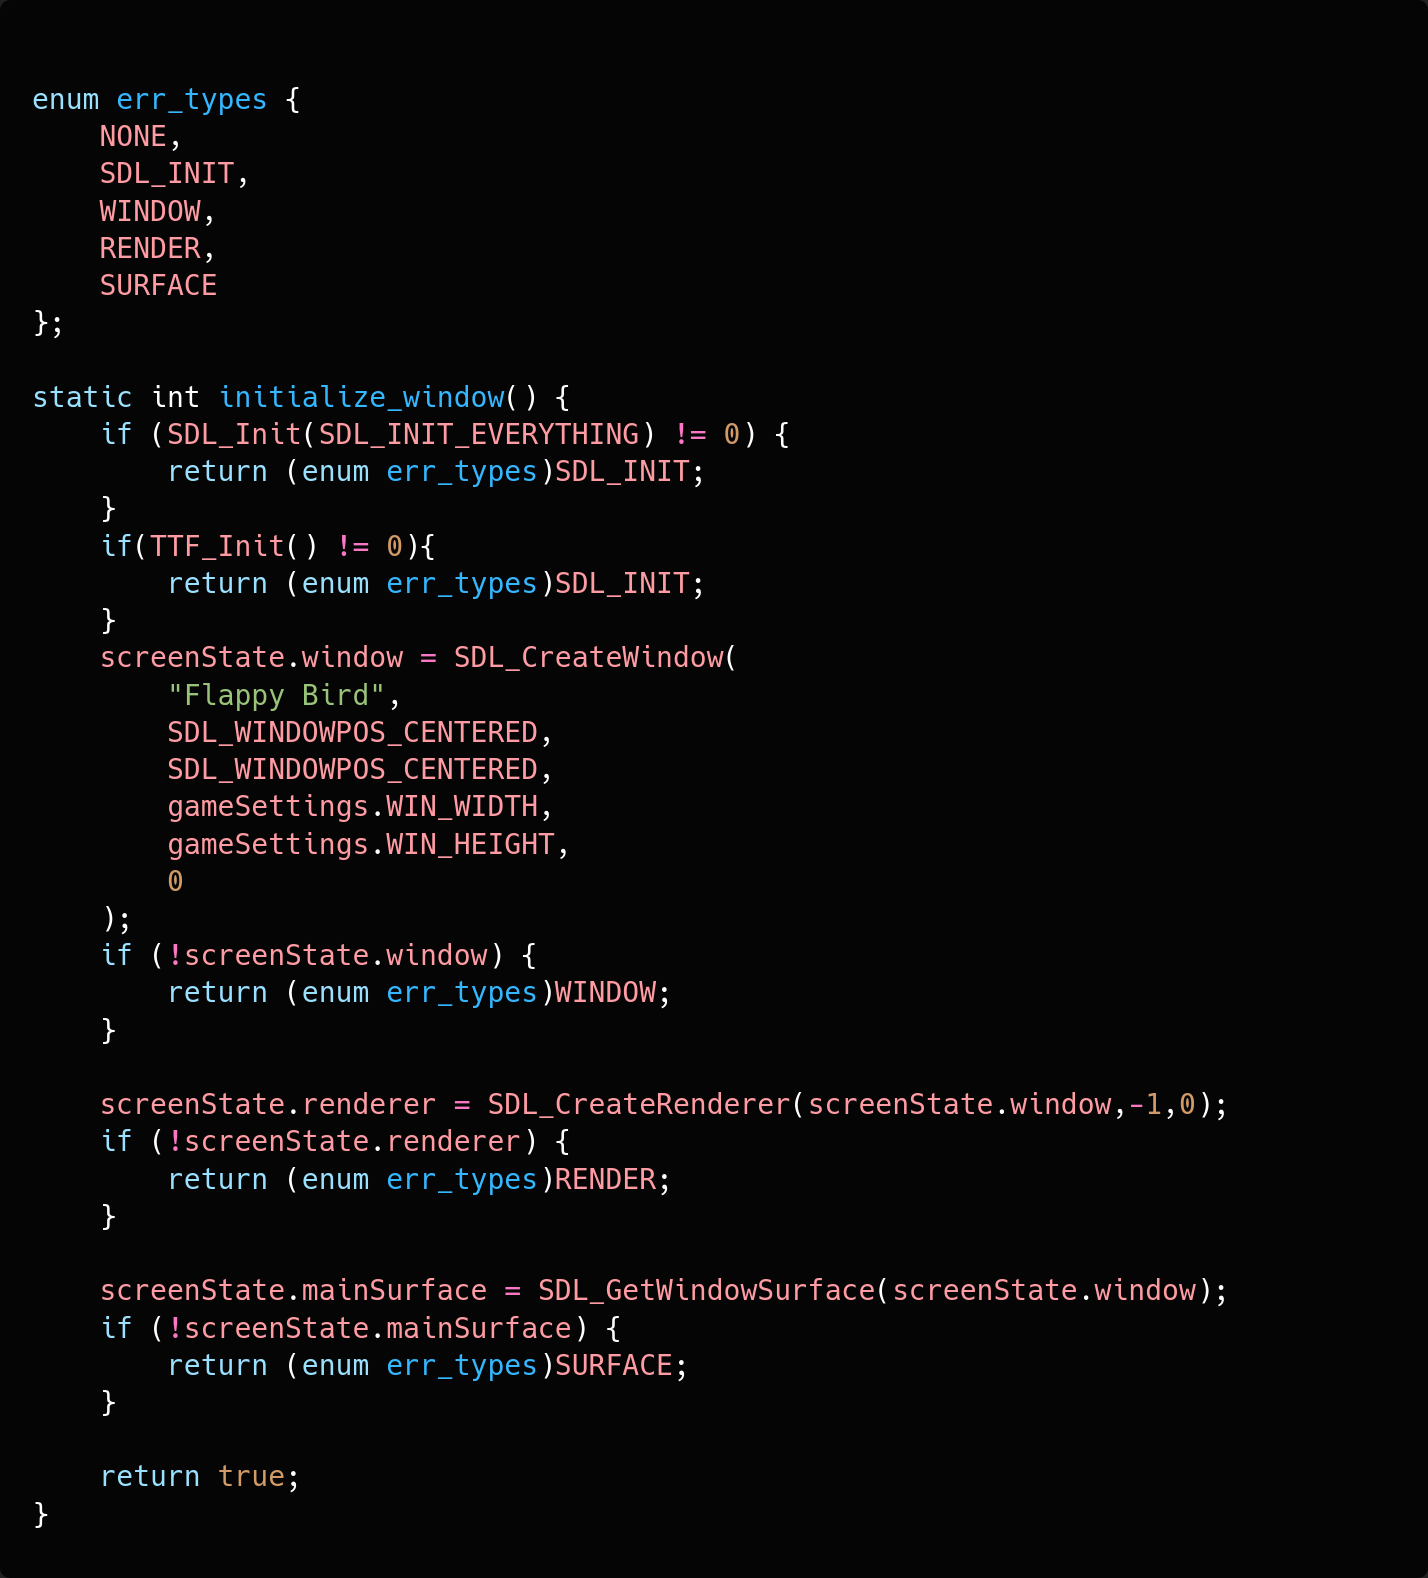 enum err_types {
    NONE,
    SDL_INIT,
    WINDOW,
    RENDER,
    SURFACE
};

static int initialize_window() {
    if (SDL_Init(SDL_INIT_EVERYTHING) != 0) {
        return (enum err_types)SDL_INIT;
    }
    if(TTF_Init() != 0){
        return (enum err_types)SDL_INIT;
    }
    screenState.window = SDL_CreateWindow(
        "Flappy Bird",
        SDL_WINDOWPOS_CENTERED,
        SDL_WINDOWPOS_CENTERED,
        gameSettings.WIN_WIDTH,
        gameSettings.WIN_HEIGHT,
        0
    );
    if (!screenState.window) {
        return (enum err_types)WINDOW;
    }

    screenState.renderer = SDL_CreateRenderer(screenState.window,-1,0);
    if (!screenState.renderer) {
        return (enum err_types)RENDER;
    }

    screenState.mainSurface = SDL_GetWindowSurface(screenState.window);
    if (!screenState.mainSurface) {
        return (enum err_types)SURFACE;
    }

    return true;
}